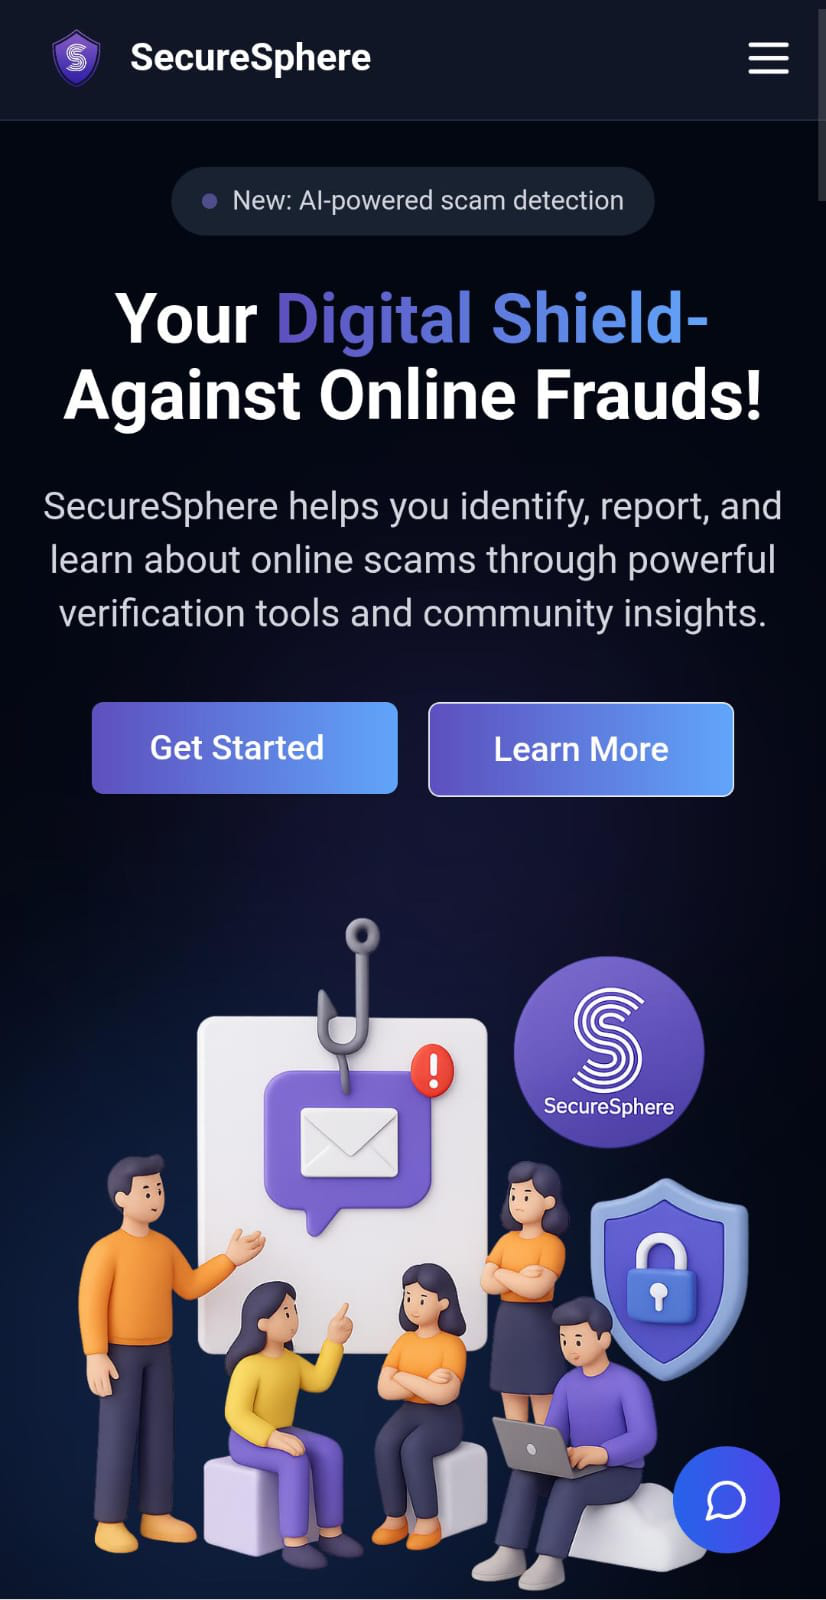 SecureSphere
New: AI-powered scam detection
Your Digital Shield-
Against Online Frauds!
SecureSphere helps you identify, report, and
learn about online scams through powerful
verification tools and community insights.
Get Started
Learn More
!
S
SecureSphere